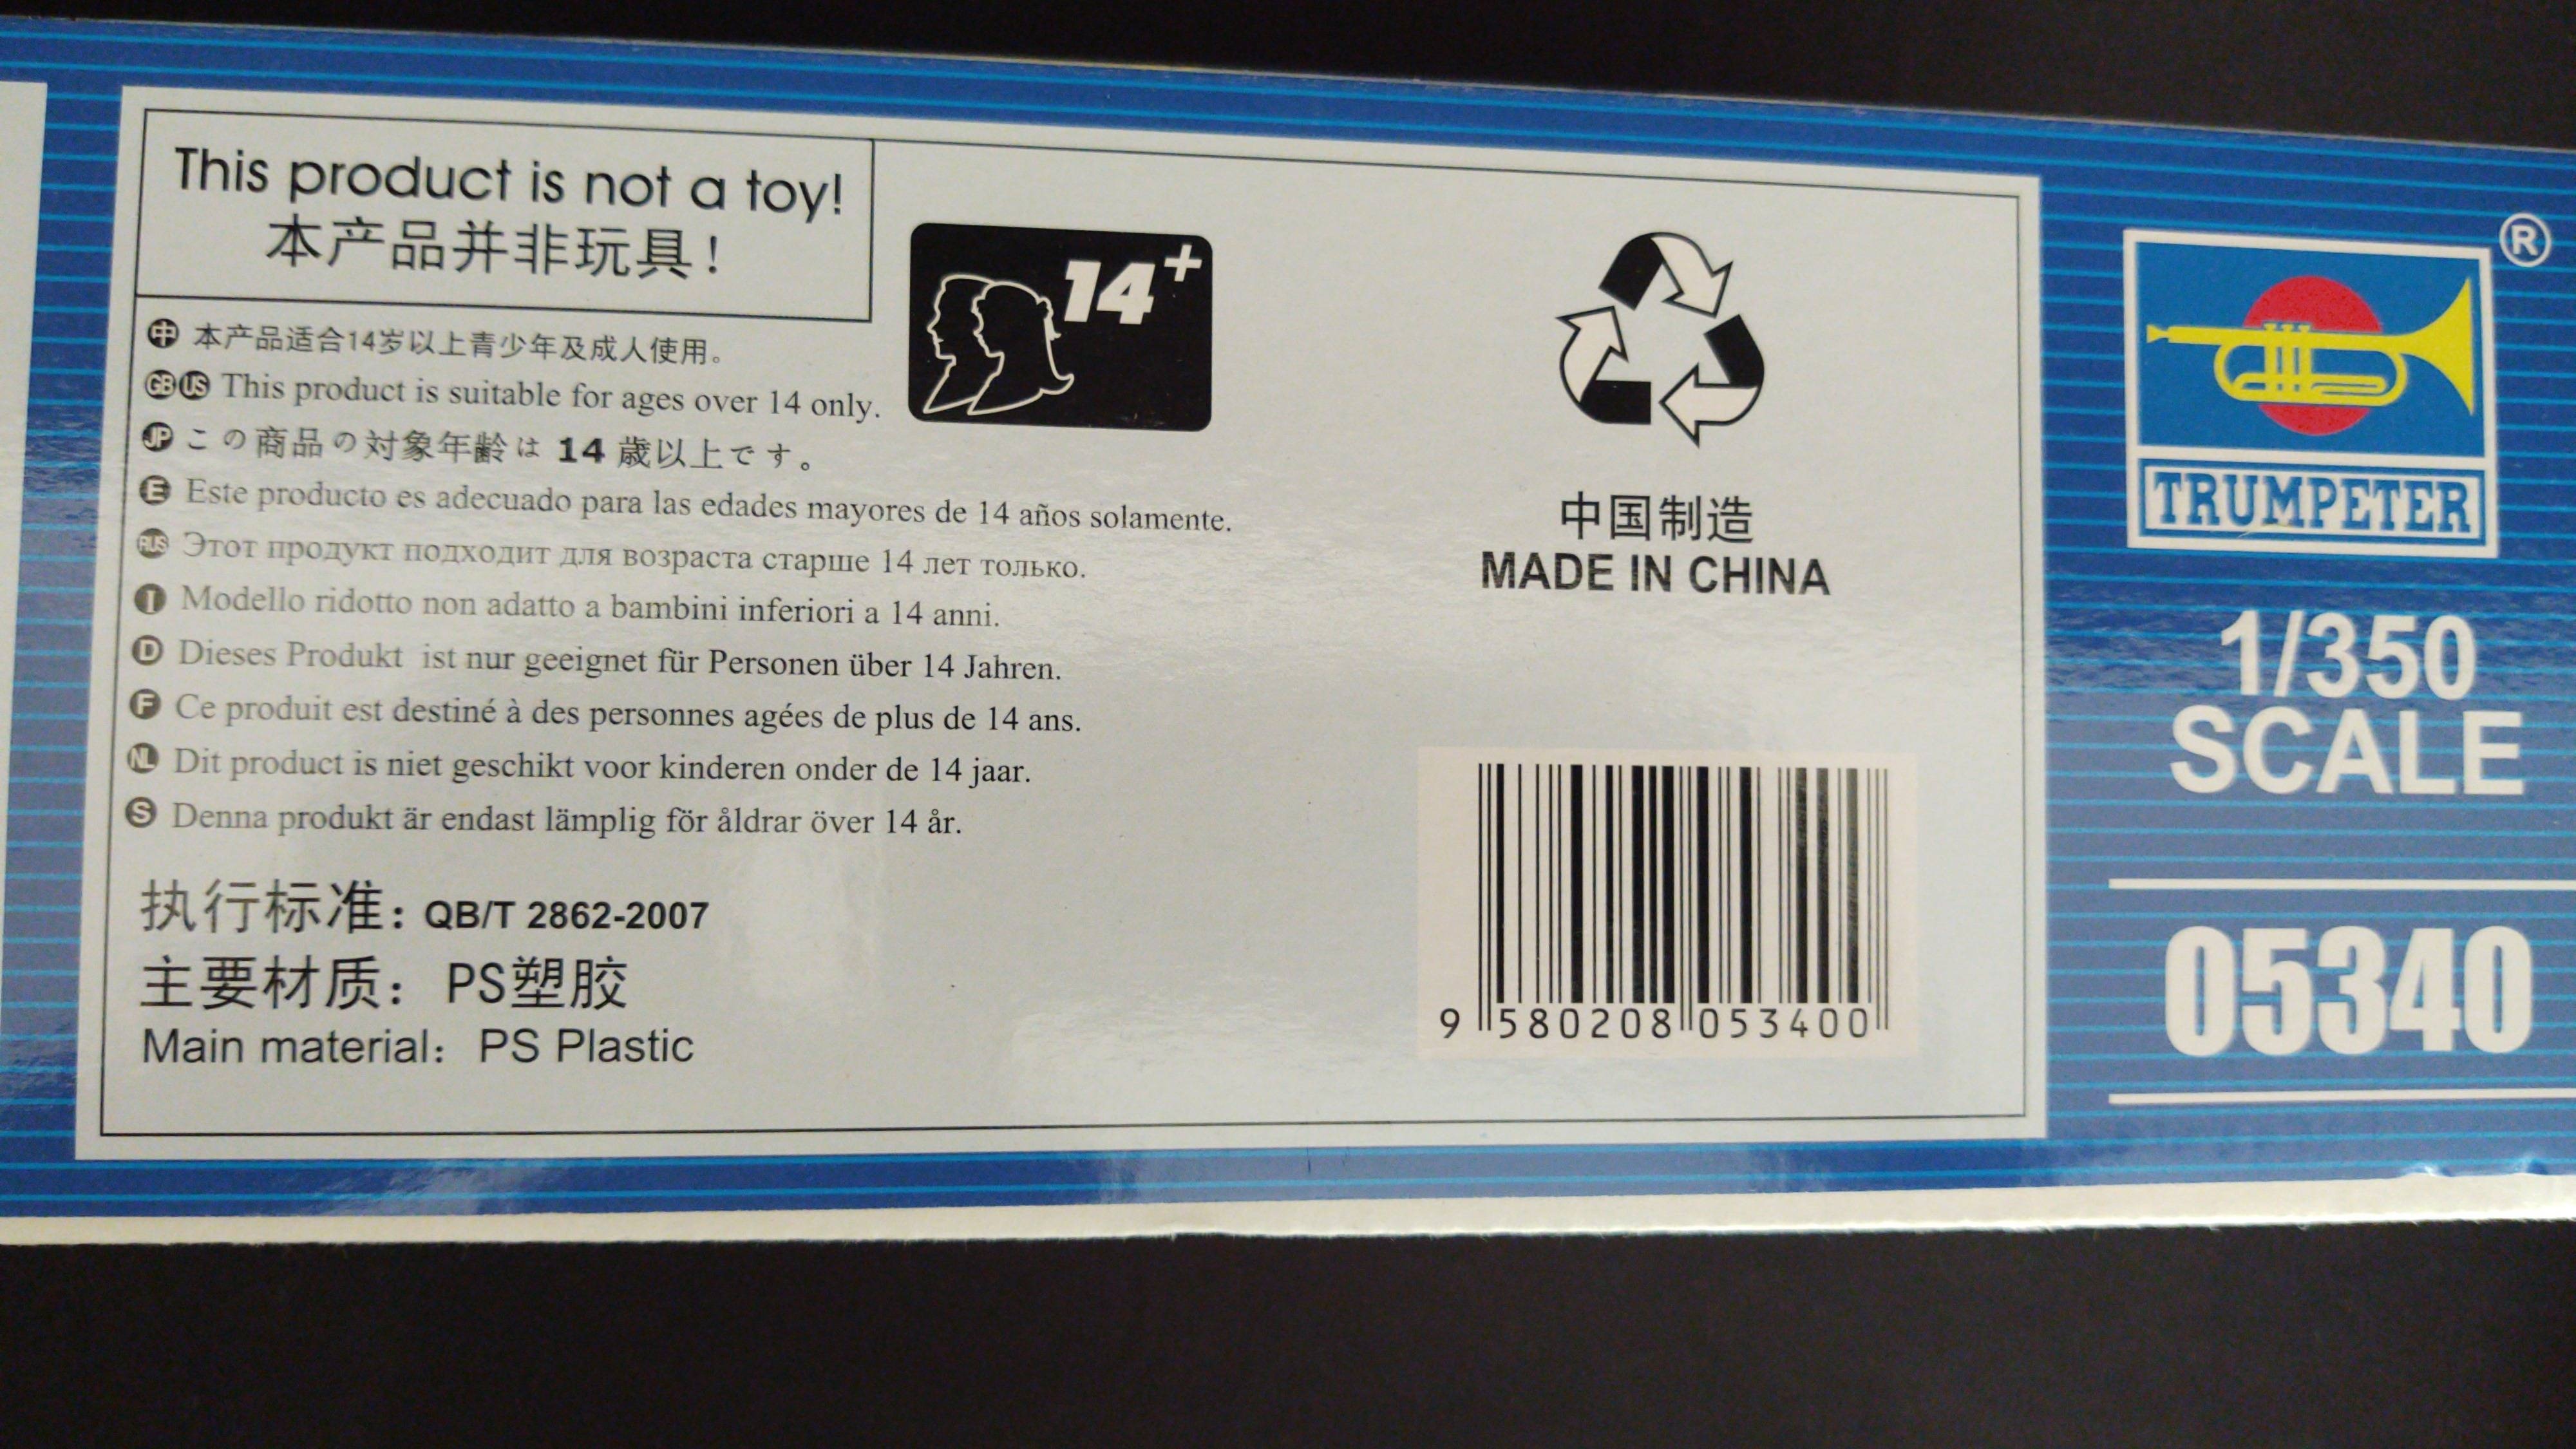 This product is not a toy!
本产品并非玩具!
中 本产品适合14岁以上青少年及成人使用。
GB US This product is suitable for ages over 14 only.
JP この商品の対象年齢は 14 歳以上です。
E Este producto es adecuado para las edades mayores de 14 años solamente.
RUS Этот продукт подходит для возраста старше 14 лет только.
I Modello ridotto non adatto a bambini inferiori a 14 anni.
D Dieses Produkt ist nur geeignet für Personen über 14 Jahren.
F Ce produit est destiné à des personnes agées de plus de 14 ans.
NL Dit product is niet geschikt voor kinderen onder de 14 jaar.
S Denna produkt är endast lämplig för åldrar över 14 år.
执行标准: QB/T 2862-2007
主要材质: PS塑胶
Main material: PS Plastic
14+
中国制造
MADE IN CHINA
9 580208 053400
®
TRUMPETER
1/350
SCALE
05340